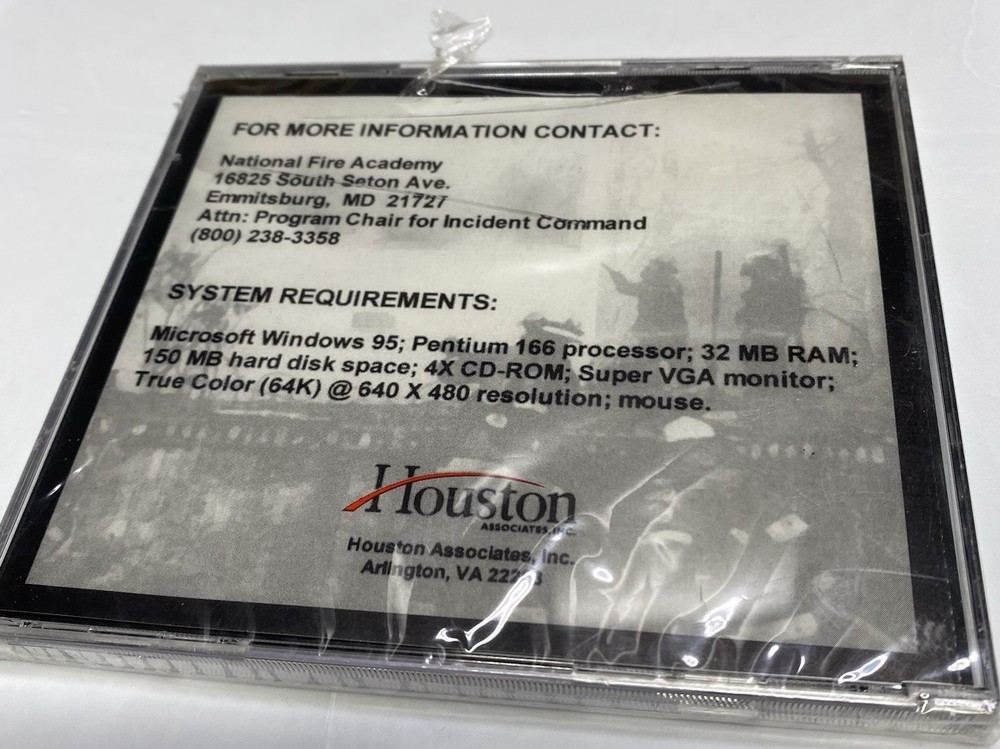 FOR MORE INFORMATION CONTACT:
National Fire Academy
16825 South Seton Ave.
Emmitsburg, MD 21727
Attn: Program Chair for Incident Command
(800) 238-3358
SYSTEM REQUIREMENTS:
Microsoft Windows 95; Pentium 166 processor; 32 MB RAM;
150 MB hard disk space; 4X CD-ROM; Super VGA monitor;
True Color (64K) @ 640 X 480 resolution; mouse.
Houston
ASSOCIATES, INC.
Houston Associates, Inc.
Arlington, VA